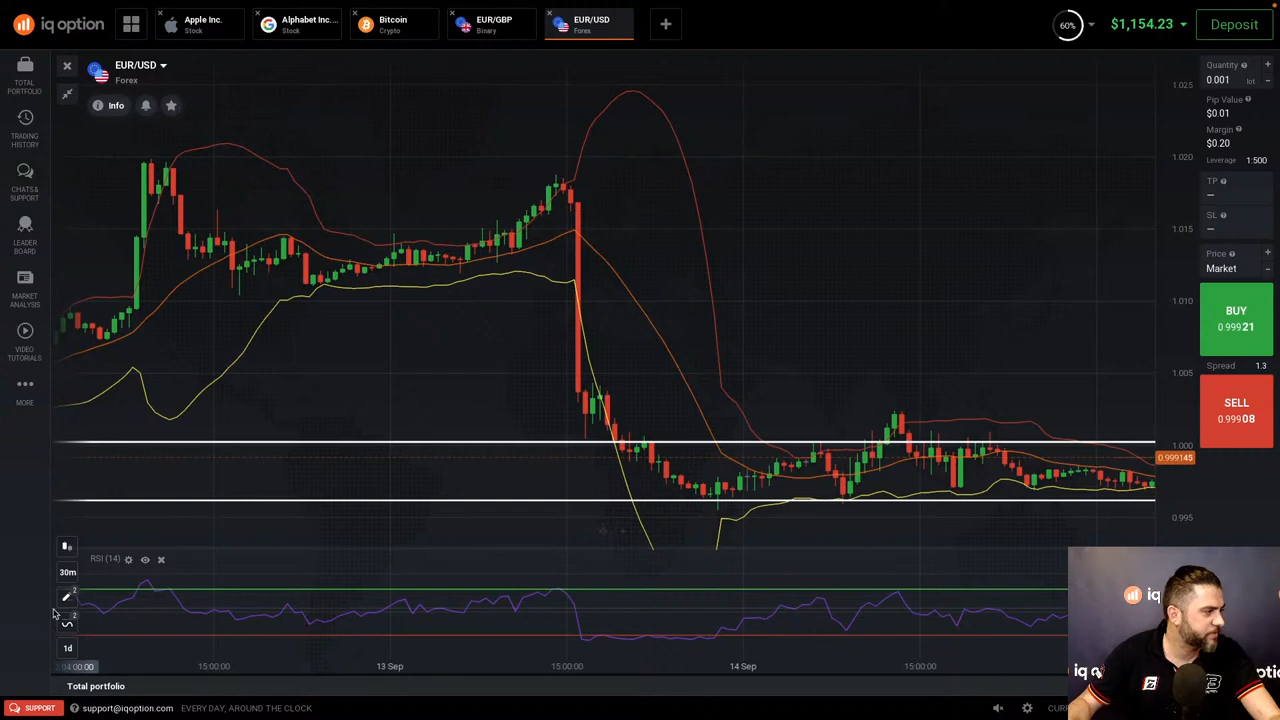 iq option
Apple Inc.
Stock
Alphabet Inc....
Stock
Bitcoin
Crypto
EUR/GBP
Binary
EUR/USD
Forex
60%
$1,154.23
Deposit
TOTAL
PORTFOLIO
TRADING
HISTORY
CHATS &
SUPPORT
LEADER
BOARD
MARKET
ANALYSIS
VIDEO
TUTORIALS
MORE
EUR/USD
Forex
Info
1.025
1.020
1.015
1.010
1.005
1.000
0.999145
0.995
Quantity
0.001 lot
Pip Value
$0.01
Margin
$0.20
Leverage 1:500
TP
–
SL
–
Price
Market
BUY
0.99921
Spread 1.3
SELL
0.99908
RSI (14)
30m
2
2
1d
04:00:00
15:00:00
13 Sep
15:00:00
14 Sep
15:00:00
Total portfolio
iq option
SUPPORT
support@iqoption.com
EVERY DAY, AROUND THE CLOCK